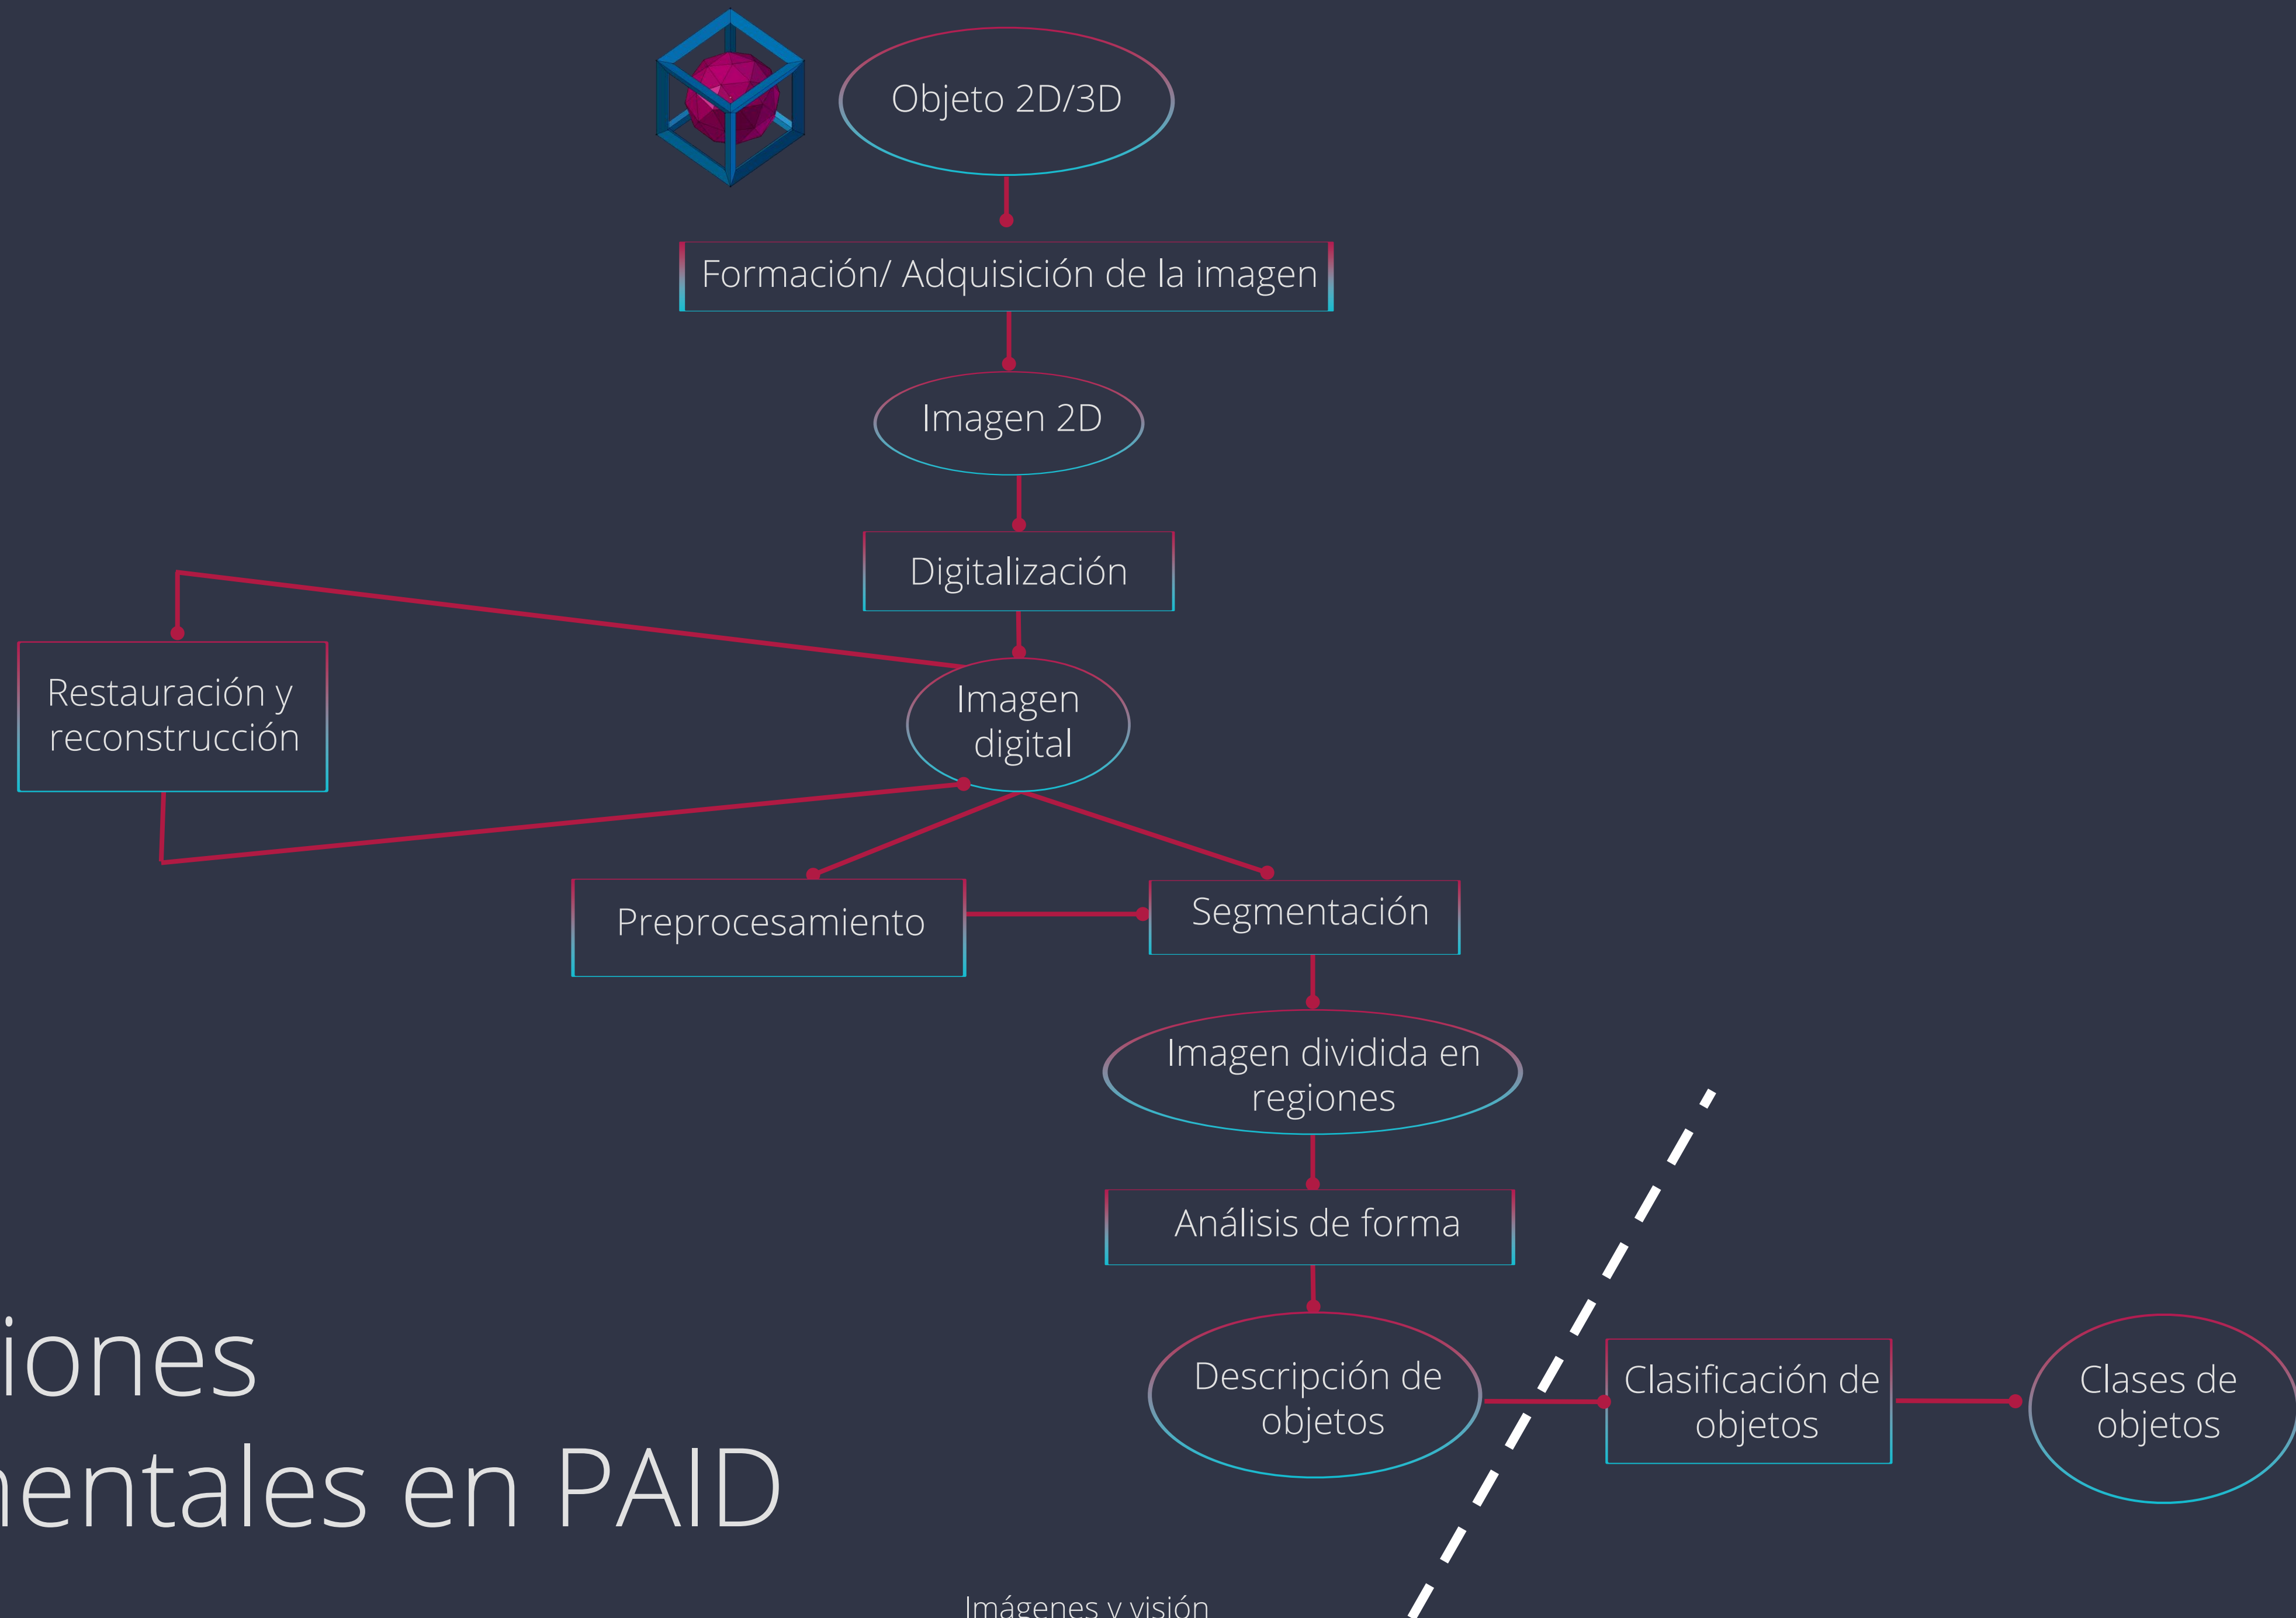 Objeto 2D/3D
Formación/ Adquisición de la imagen
Imagen 2D
Digitalización
Restauración y
reconstrucción
Imagen
digital
Preprocesamiento
Segmentación
Imagen dividida en
regiones
Análisis de forma
Descripción de
objetos
Clasificación de
objetos
Clases de
objetos
iones
entales en PAID
Imágenes y visión